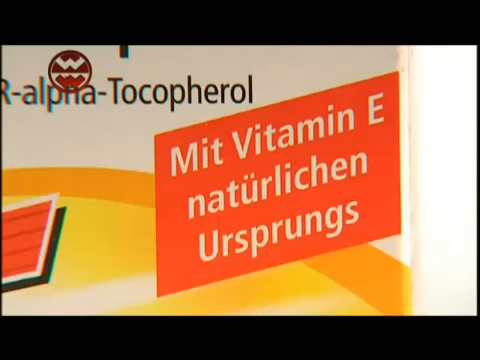 R-alpha-Tocopherol
Mit Vitamin E
natürlichen
Ursprungs